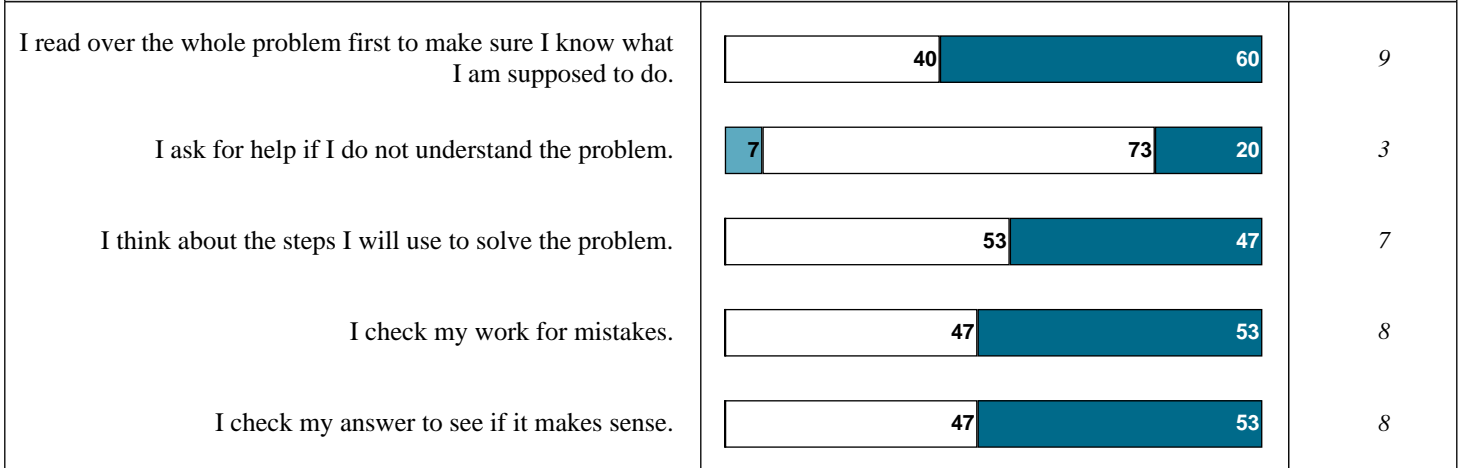 I read over the whole problem first to make sure I know what
I am supposed to do.
40 60 9
I ask for help if I do not understand the problem.
7 73 20 3
I think about the steps I will use to solve the problem.
53 47 7
I check my work for mistakes.
47 53 8
I check my answer to see if it makes sense.
47 53 8